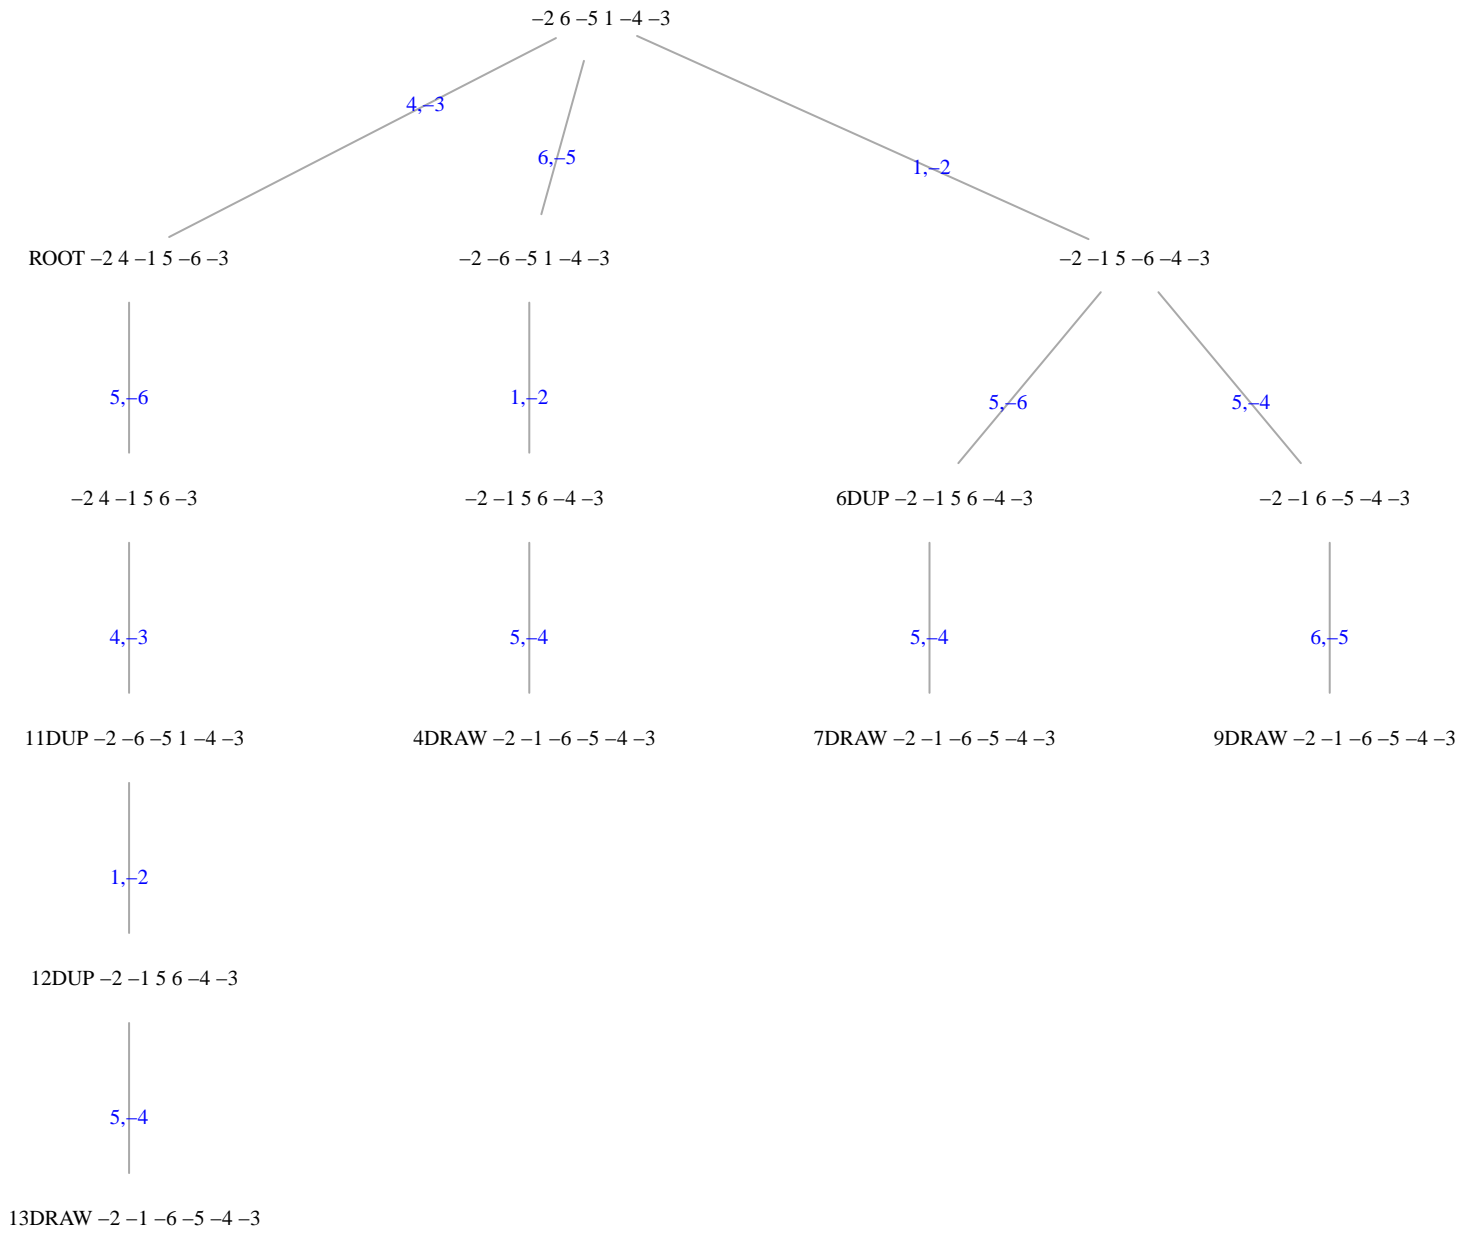 –2 6 –5 1 –4 –3
4,–3
6,–5
1,–2
ROOT –2 4 –1 5 –6 –3
–2 –6 –5 1 –4 –3
–2 –1 5 –6 –4 –3
5,–6
1,–2
5,–6
5,–4
–2 4 –1 5 6 –3
–2 –1 5 6 –4 –3
6DUP –2 –1 5 6 –4 –3
–2 –1 6 –5 –4 –3
4,–3
5,–4
5,–4
6,–5
11DUP –2 –6 –5 1 –4 –3
4DRAW –2 –1 –6 –5 –4 –3
7DRAW –2 –1 –6 –5 –4 –3
9DRAW –2 –1 –6 –5 –4 –3
1,–2
12DUP –2 –1 5 6 –4 –3
5,–4
13DRAW –2 –1 –6 –5 –4 –3